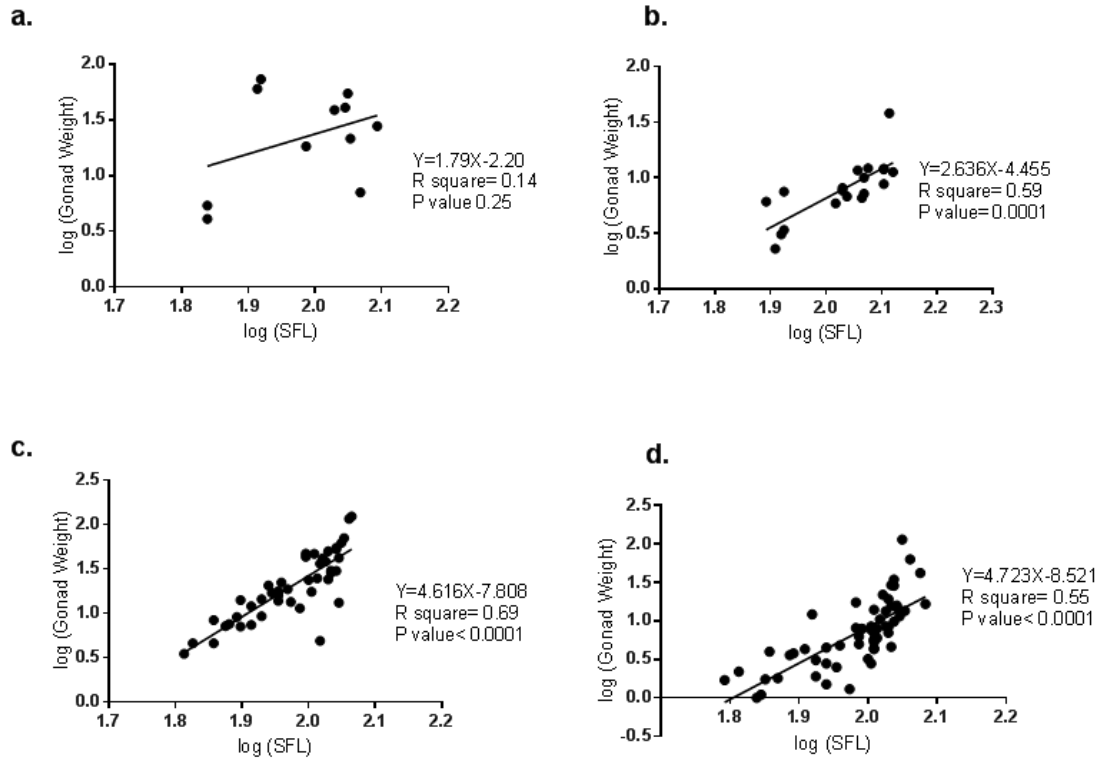 a.
2.0
1.5
1.0
0.5
0.0
log (Gonad Weight)
1.7 1.8 1.9 2.0 2.1 2.2
log (SFL)
Y=1.79X-2.20
R square= 0.14
P value 0.25
b.
2.0
1.5
1.0
0.5
0.0
log (Gonad Weight)
1.7 1.8 1.9 2.0 2.1 2.2 2.3
log (SFL)
Y=2.636X-4.455
R square= 0.59
P value= 0.0001
c.
2.5
2.0
1.5
1.0
0.5
0.0
log (Gonad Weight)
1.7 1.8 1.9 2.0 2.1 2.2
log (SFL)
Y=4.616X-7.808
R square= 0.69
P value< 0.0001
d.
2.5
2.0
1.5
1.0
0.5
0.0
-0.5
log (Gonad Weight)
1.7 1.8 1.9 2.0 2.1 2.2
log (SFL)
Y=4.723X-8.521
R square= 0.55
P value< 0.0001